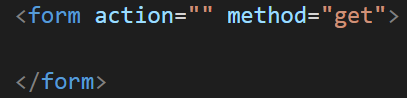 <form action="" method="get">
</form>